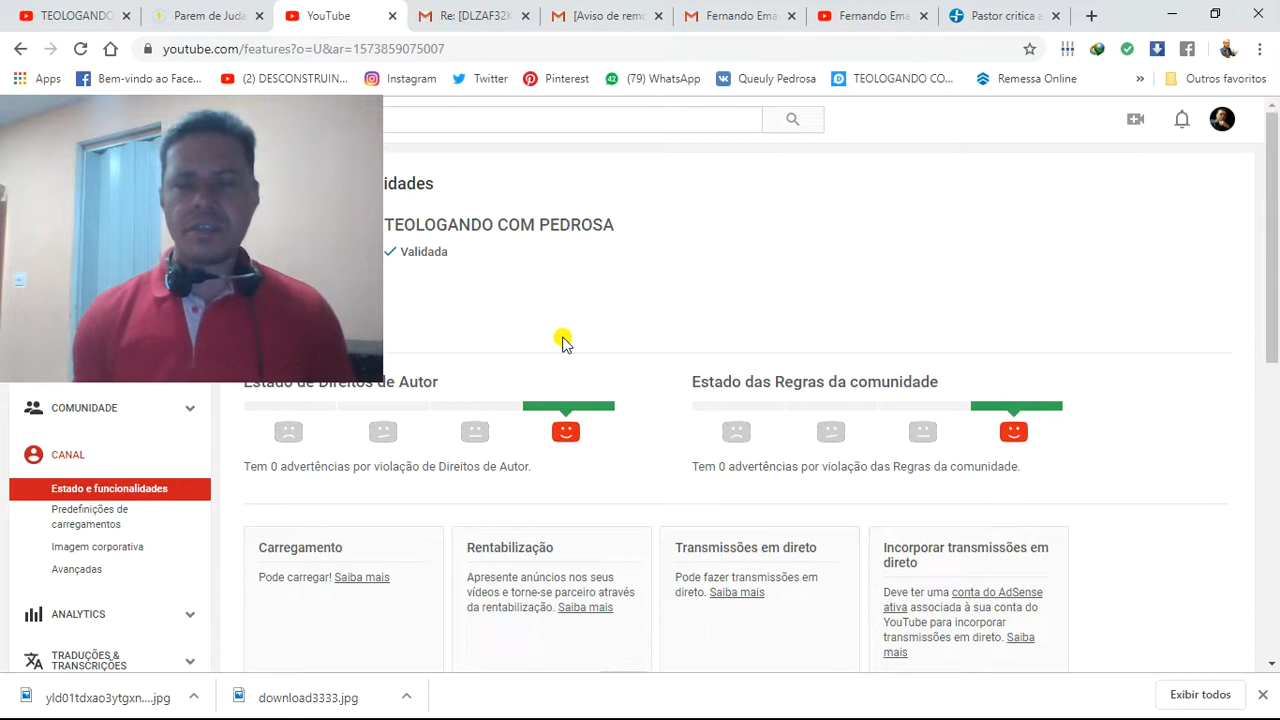 TEOLOGANDO
Parem de Juda
YouTube
Re: [DLZAF32K
[Aviso de remo
Fernando Ema
Fernando Ema
Pastor critica a
youtube.com/features?o=U&ar=1573859075007
Apps
Bem-vindo ao Face...
(2) DESCONSTRUIN...
Instagram
Twitter
Pinterest
(79) WhatsApp
Queuly Pedrosa
TEOLOGANDO CO...
Remessa Online
»
Outros favoritos
idades
TEOLOGANDO COM PEDROSA
Validada
Estado de Direitos de Autor
Estado das Regras da comunidade
Tem 0 advertências por violação de Direitos de Autor.
Tem 0 advertências por violação das Regras da comunidade.
COMUNIDADE
CANAL
Estado e funcionalidades
Predefinições de
carregamentos
Imagem corporativa
Avançadas
ANALYTICS
TRADUÇÕES &
TRANSCRIÇÕES
Carregamento
Pode carregar! Saiba mais
Rentabilização
Apresente anúncios nos seus
vídeos e torne-se parceiro através
da rentabilização. Saiba mais
Transmissões em direto
Pode fazer transmissões em
direto. Saiba mais
Incorporar transmissões em
direto
Deve ter uma conta do AdSense
ativa associada à sua conta do
YouTube para incorporar
transmissões em direto. Saiba
mais
yld01tdxao3ytgxn....jpg
download3333.jpg
Exibir todos